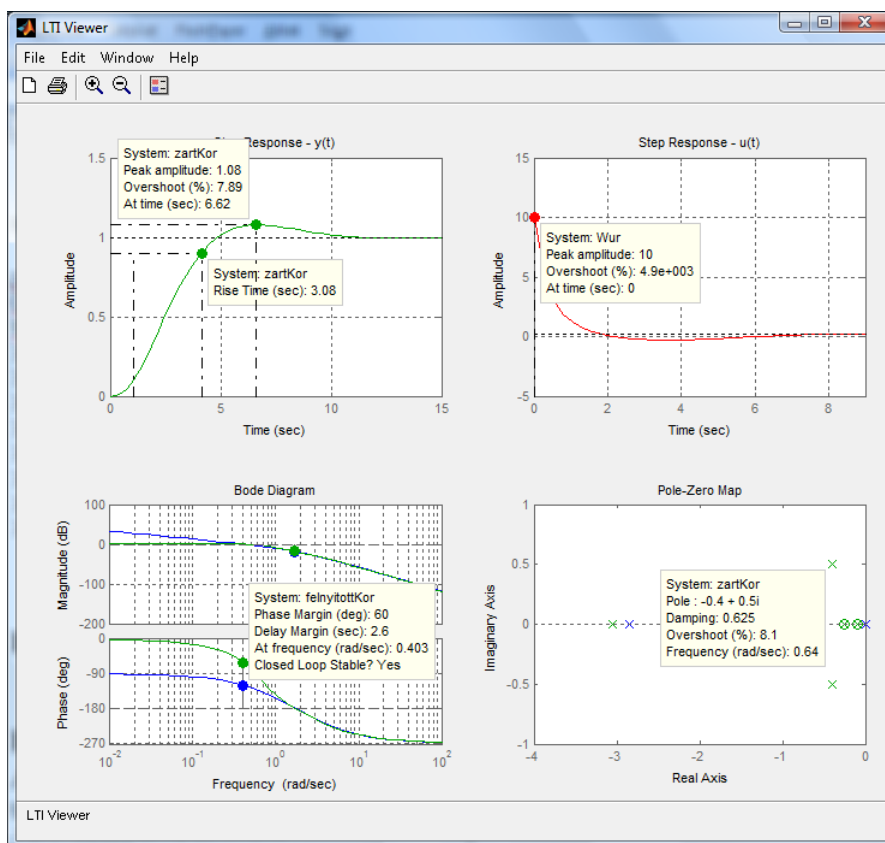 LTI Viewer
File Edit Window Help
Response - y(t)
System: zartKor
Peak amplitude: 1.08
Overshoot (%): 7.89
At time (sec): 6.62
System: zartKor
Rise Time (sec): 3.08
Amplitude
1.5
1
0.5
0
0 5 10 15
Time (sec)
Step Response - u(t)
System: Wur
Peak amplitude: 10
Overshoot (%): 4.9e+003
At time (sec): 0
Amplitude
15
10
5
0
-5
0 2 4 6 8
Time (sec)
Bode Diagram
Magnitude (dB)
100
0
-100
-200
System: felnyitottKor
Phase Margin (deg): 60
Delay Margin (sec): 2.6
At frequency (rad/sec): 0.403
Closed Loop Stable? Yes
Phase (deg)
0
-90
-180
-270
10^-2 10^-1 10^0 10^1 10^2
Frequency (rad/sec)
Pole-Zero Map
System: zartKor
Pole : -0.4 + 0.5i
Damping: 0.625
Overshoot (%): 8.1
Frequency (rad/sec): 0.64
Imaginary Axis
1
0.5
0
-0.5
-1
-4 -3 -2 -1 0
Real Axis
LTI Viewer